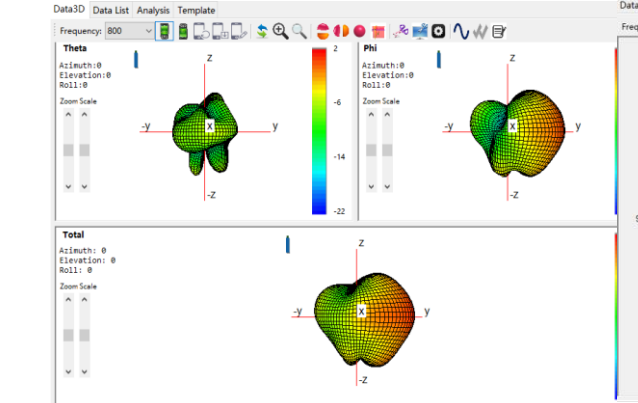 Data3D Data List Analysis Template Data
Frequency: 800 Freq
Theta
Azimuth:0
Elevation:0
Roll:0
Zoom Scale
z
-y X y
-z
2
-6
-14
-22
Phi
Azimuth:0
Elevation:0
Roll:0
Zoom Scale
z
-y X y
-z
Total
Azimuth: 0
Elevation: 0
Roll: 0
Zoom Scale
z
-y X y
-z